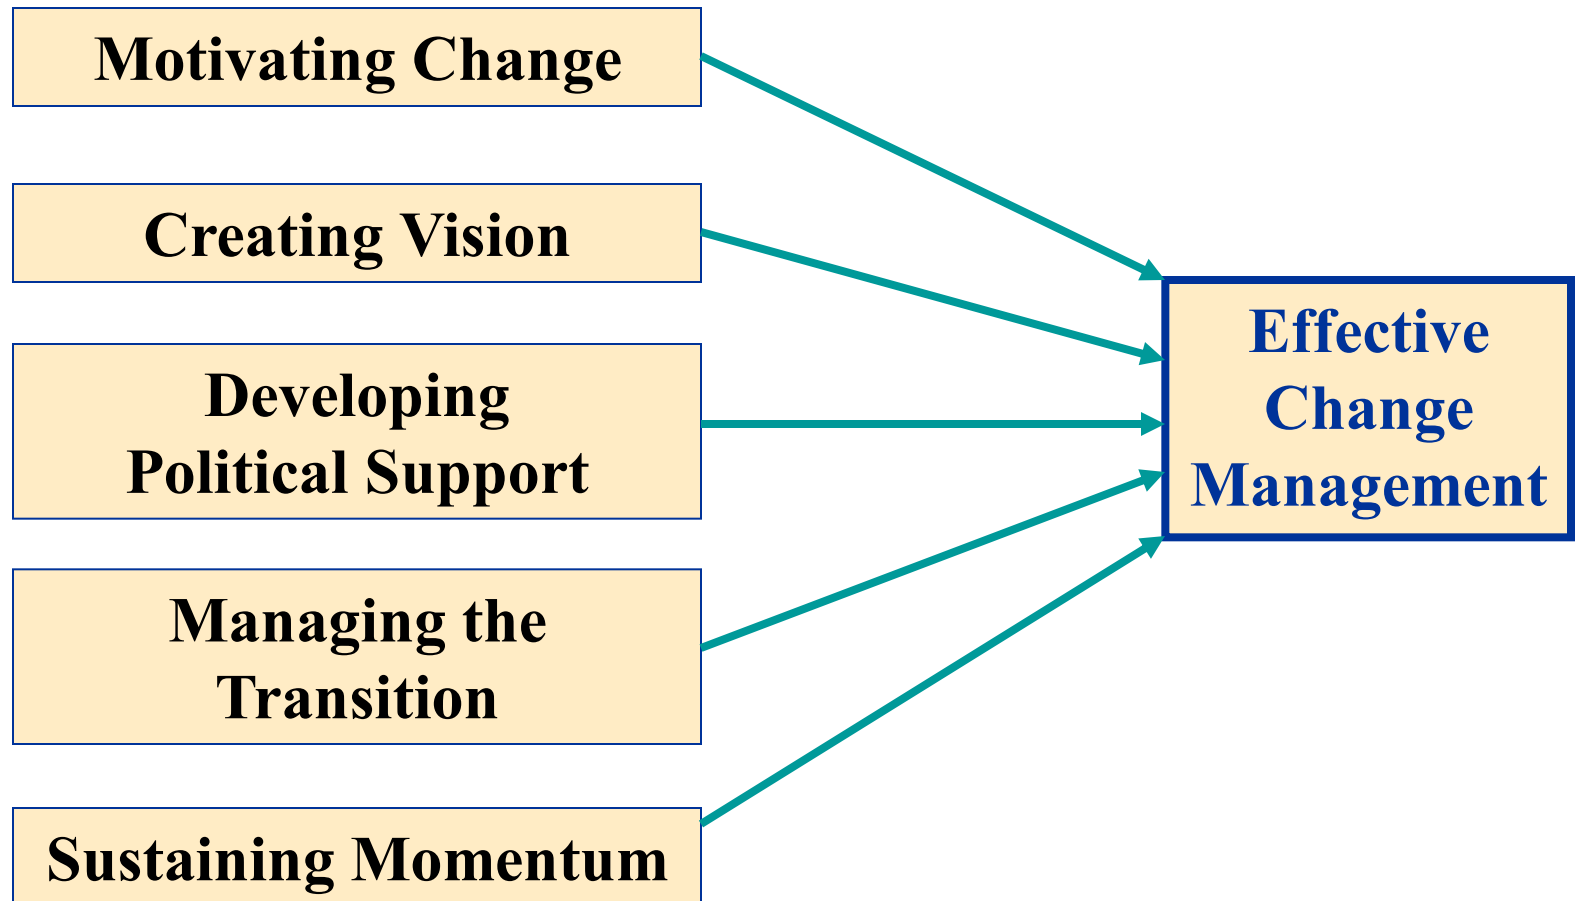 Motivating Change
Creating Vision
Developing
Political Support
Managing the
Transition
Sustaining Momentum
Effective
Change
Management